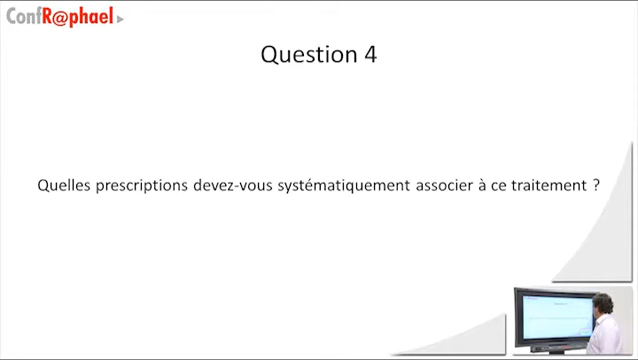 ConfR@phael
Question 4
Quelles prescriptions devez-vous systématiquement associer à ce traitement ?